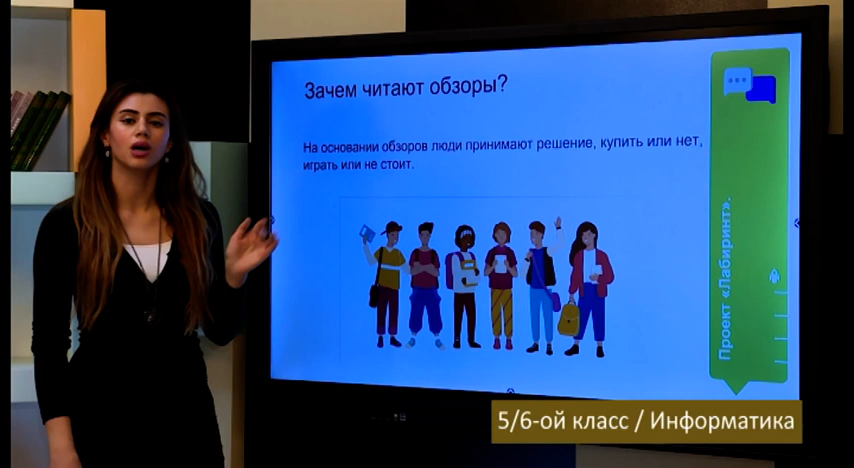 Зачем читают обзоры?
На основании обзоров люди принимают решение, купить или нет,
играть или не стоит.
Проект «Лабиринт».
5/6-ой класс / Информатика